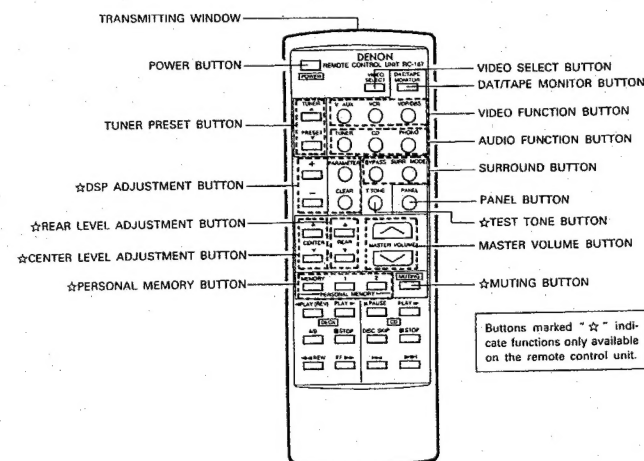 TRANSMITTING WINDOW
POWER BUTTON
TUNER PRESET BUTTON
☆DSP ADJUSTMENT BUTTON
☆REAR LEVEL ADJUSTMENT BUTTON
☆CENTER LEVEL ADJUSTMENT BUTTON
☆PERSONAL MEMORY BUTTON
DENON
REMOTE CONTROL UNIT RC-167
POWER
VIDEO SELECT
DAT/TAPE MONITOR
TUNER
V. AUX
VCR
VDP/DBS
PRESET
TUNER
CD
PHONO
+
PARAMETER
BYPASS
SURR. MODE
−
CLEAR
T.TONE
PANEL
CENTER
REAR
MASTER VOLUME
MEMORY
1
2
MUTING
PERSONAL MEMORY
◄PLAY (REV)
PLAY ►
II PAUSE
PLAY ►
DECK
CD
A/B
■STOP
DISC SKIP
■STOP
◄◄REW
F.F ►►
I◄◄
►►I
VIDEO SELECT BUTTON
DAT/TAPE MONITOR BUTTON
VIDEO FUNCTION BUTTON
AUDIO FUNCTION BUTTON
SURROUND BUTTON
PANEL BUTTON
☆TEST TONE BUTTON
MASTER VOLUME BUTTON
☆MUTING BUTTON
Buttons marked "☆" indi-
cate functions only available
on the remote control unit.